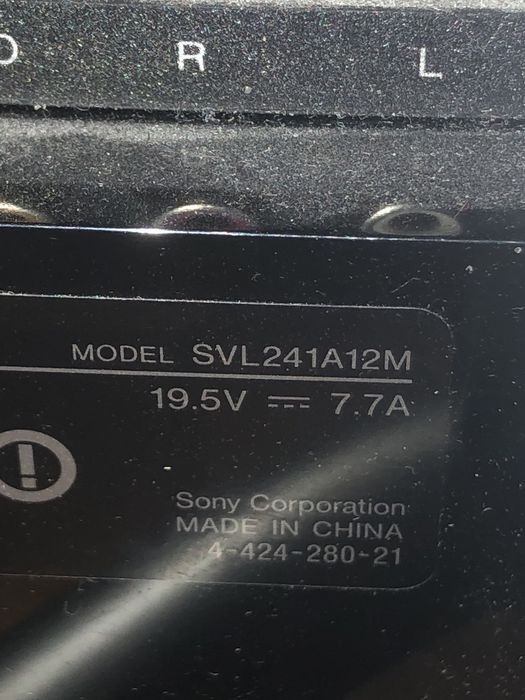 R L
MODEL SVL241A12M
19.5V ⎓ 7.7A
Sony Corporation
MADE IN CHINA
4-424-280-21